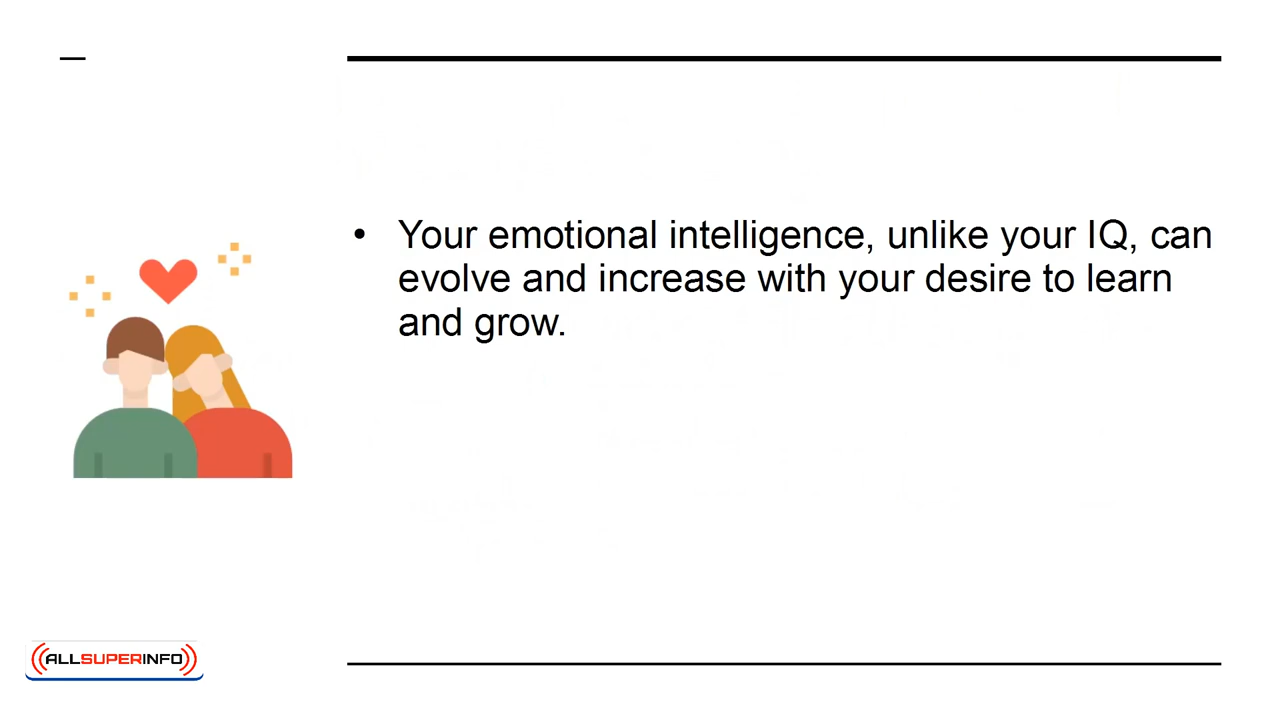 • Your emotional intelligence, unlike your IQ, can
evolve and increase with your desire to learn
and grow.
ALLSUPERINFO